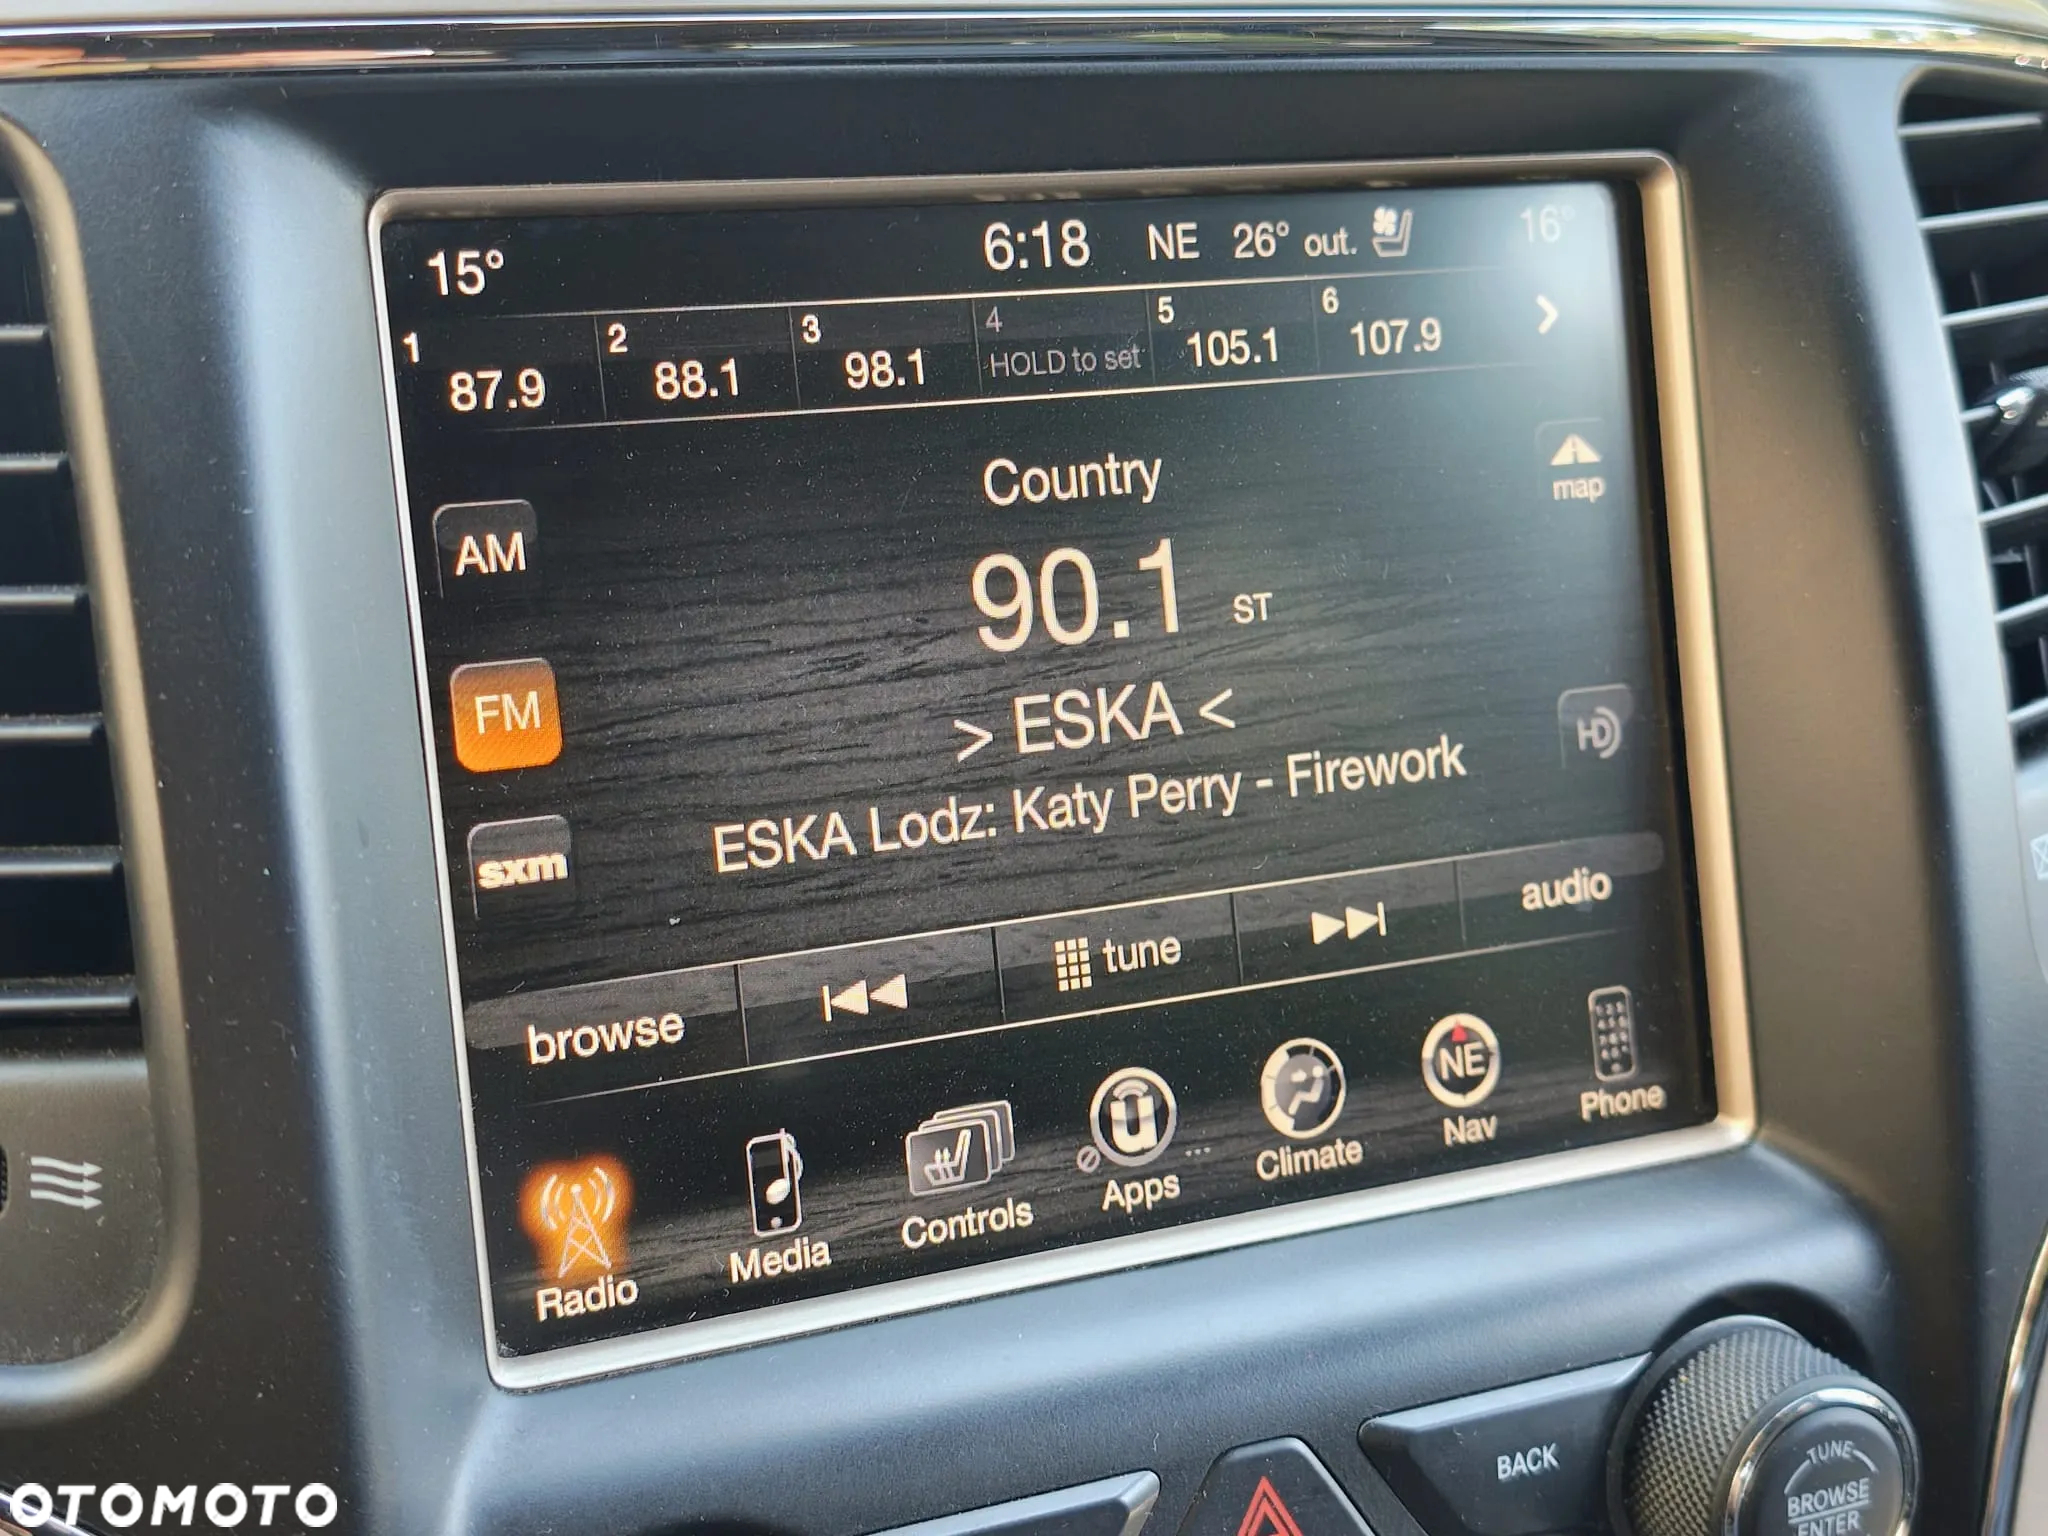 15°
6:18 NE 26° out. 16°
1 2 3 4 5 6
87.9 88.1 98.1 HOLD to set 105.1 107.9
Country
map
AM
90.1 ST
FM
> ESKA <
HD
ESKA Lodz: Katy Perry - Firework
sxm
browse tune audio
Radio Media Controls Apps ... Climate NE Nav Phone
BACK
TUNE
BROWSE
ENTER
OTOMOTO